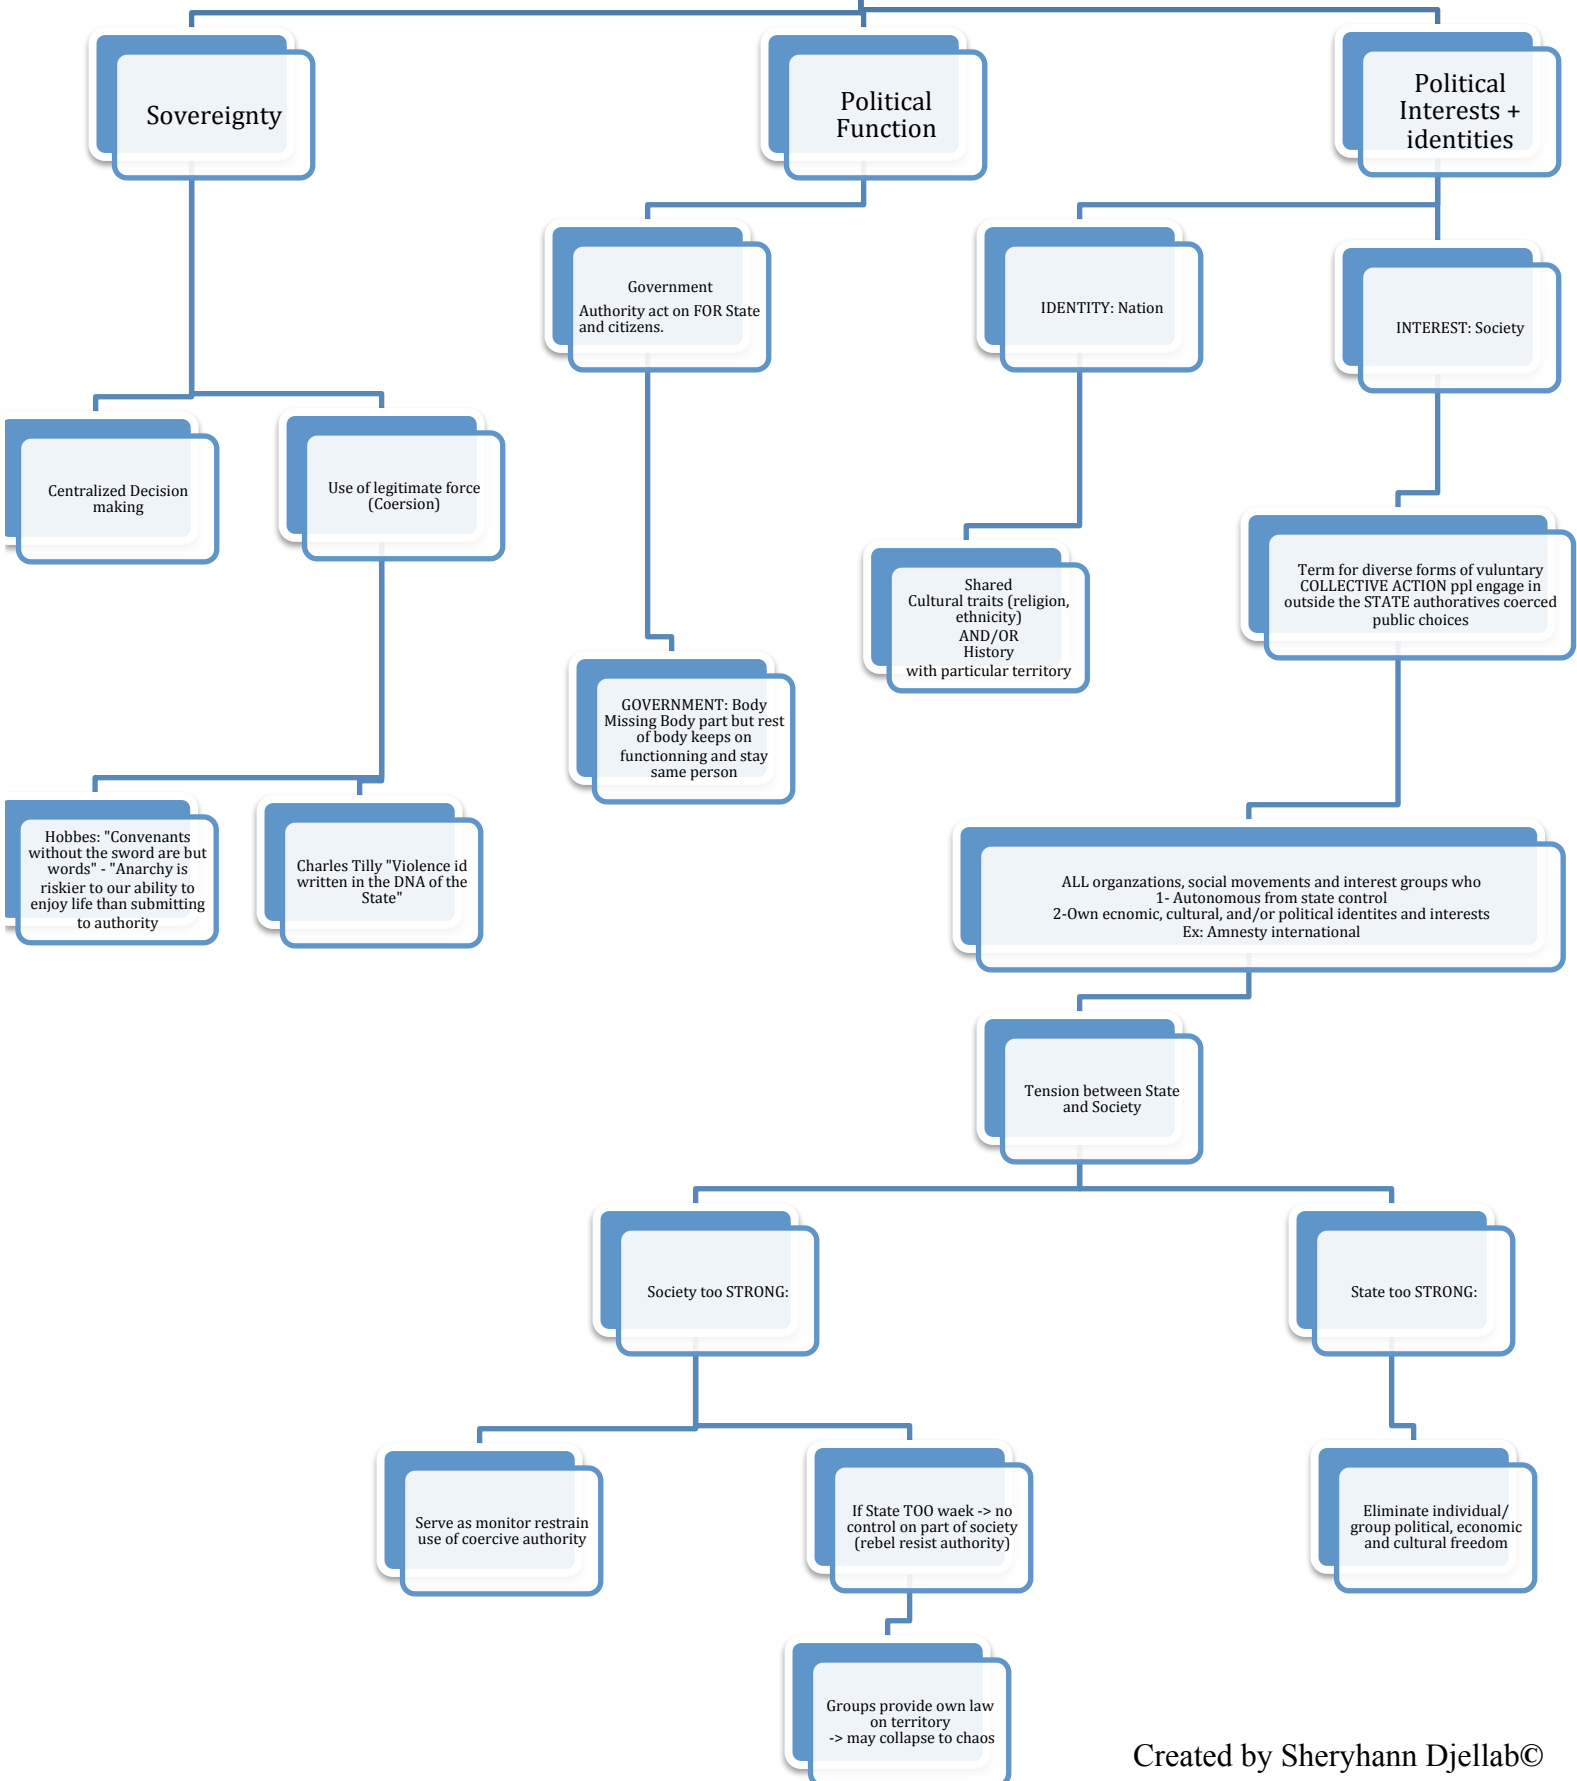 Sovereignty
Political
Function
Political
Interests +
identities
Government
Authority act on FOR State
and citizens.
IDENTITY: Nation
INTEREST: Society
Centralized Decision
making
Use of legitimate force
(Coersion)
Shared
Cultural traits (religion,
ethnicity)
AND/OR
History
with particular territory
Term for diverse forms of vuluntary
COLLECTIVE ACTION ppl engage in
outside the STATE authoratives coerced
public choices
GOVERNMENT: Body
Missing Body part but rest
of body keeps on
functionning and stay
same person
Hobbes: "Convenants
without the sword are but
words" - "Anarchy is
riskier to our ability to
enjoy life than submitting
to authority
Charles Tilly "Violence id
written in the DNA of the
State"
ALL organzations, social movements and interest groups who
1- Autonomous from state control
2-Own ecnomic, cultural, and/or political identites and interests
Ex: Amnesty international
Tension between State
and Society
Society too STRONG:
State too STRONG:
Serve as monitor restrain
use of coercive authority
If State TOO waek -> no
control on part of society
(rebel resist authority)
Eliminate individual/
group political, economic
and cultural freedom
Groups provide own law
on territory
-> may collapse to chaos
Created by Sheryhann Djellab©